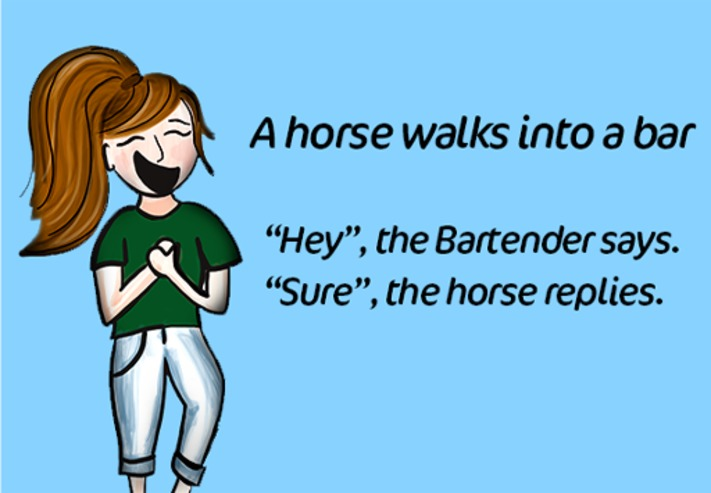 A horse walks into a bar
“Hey”, the Bartender says.
“Sure”, the horse replies.